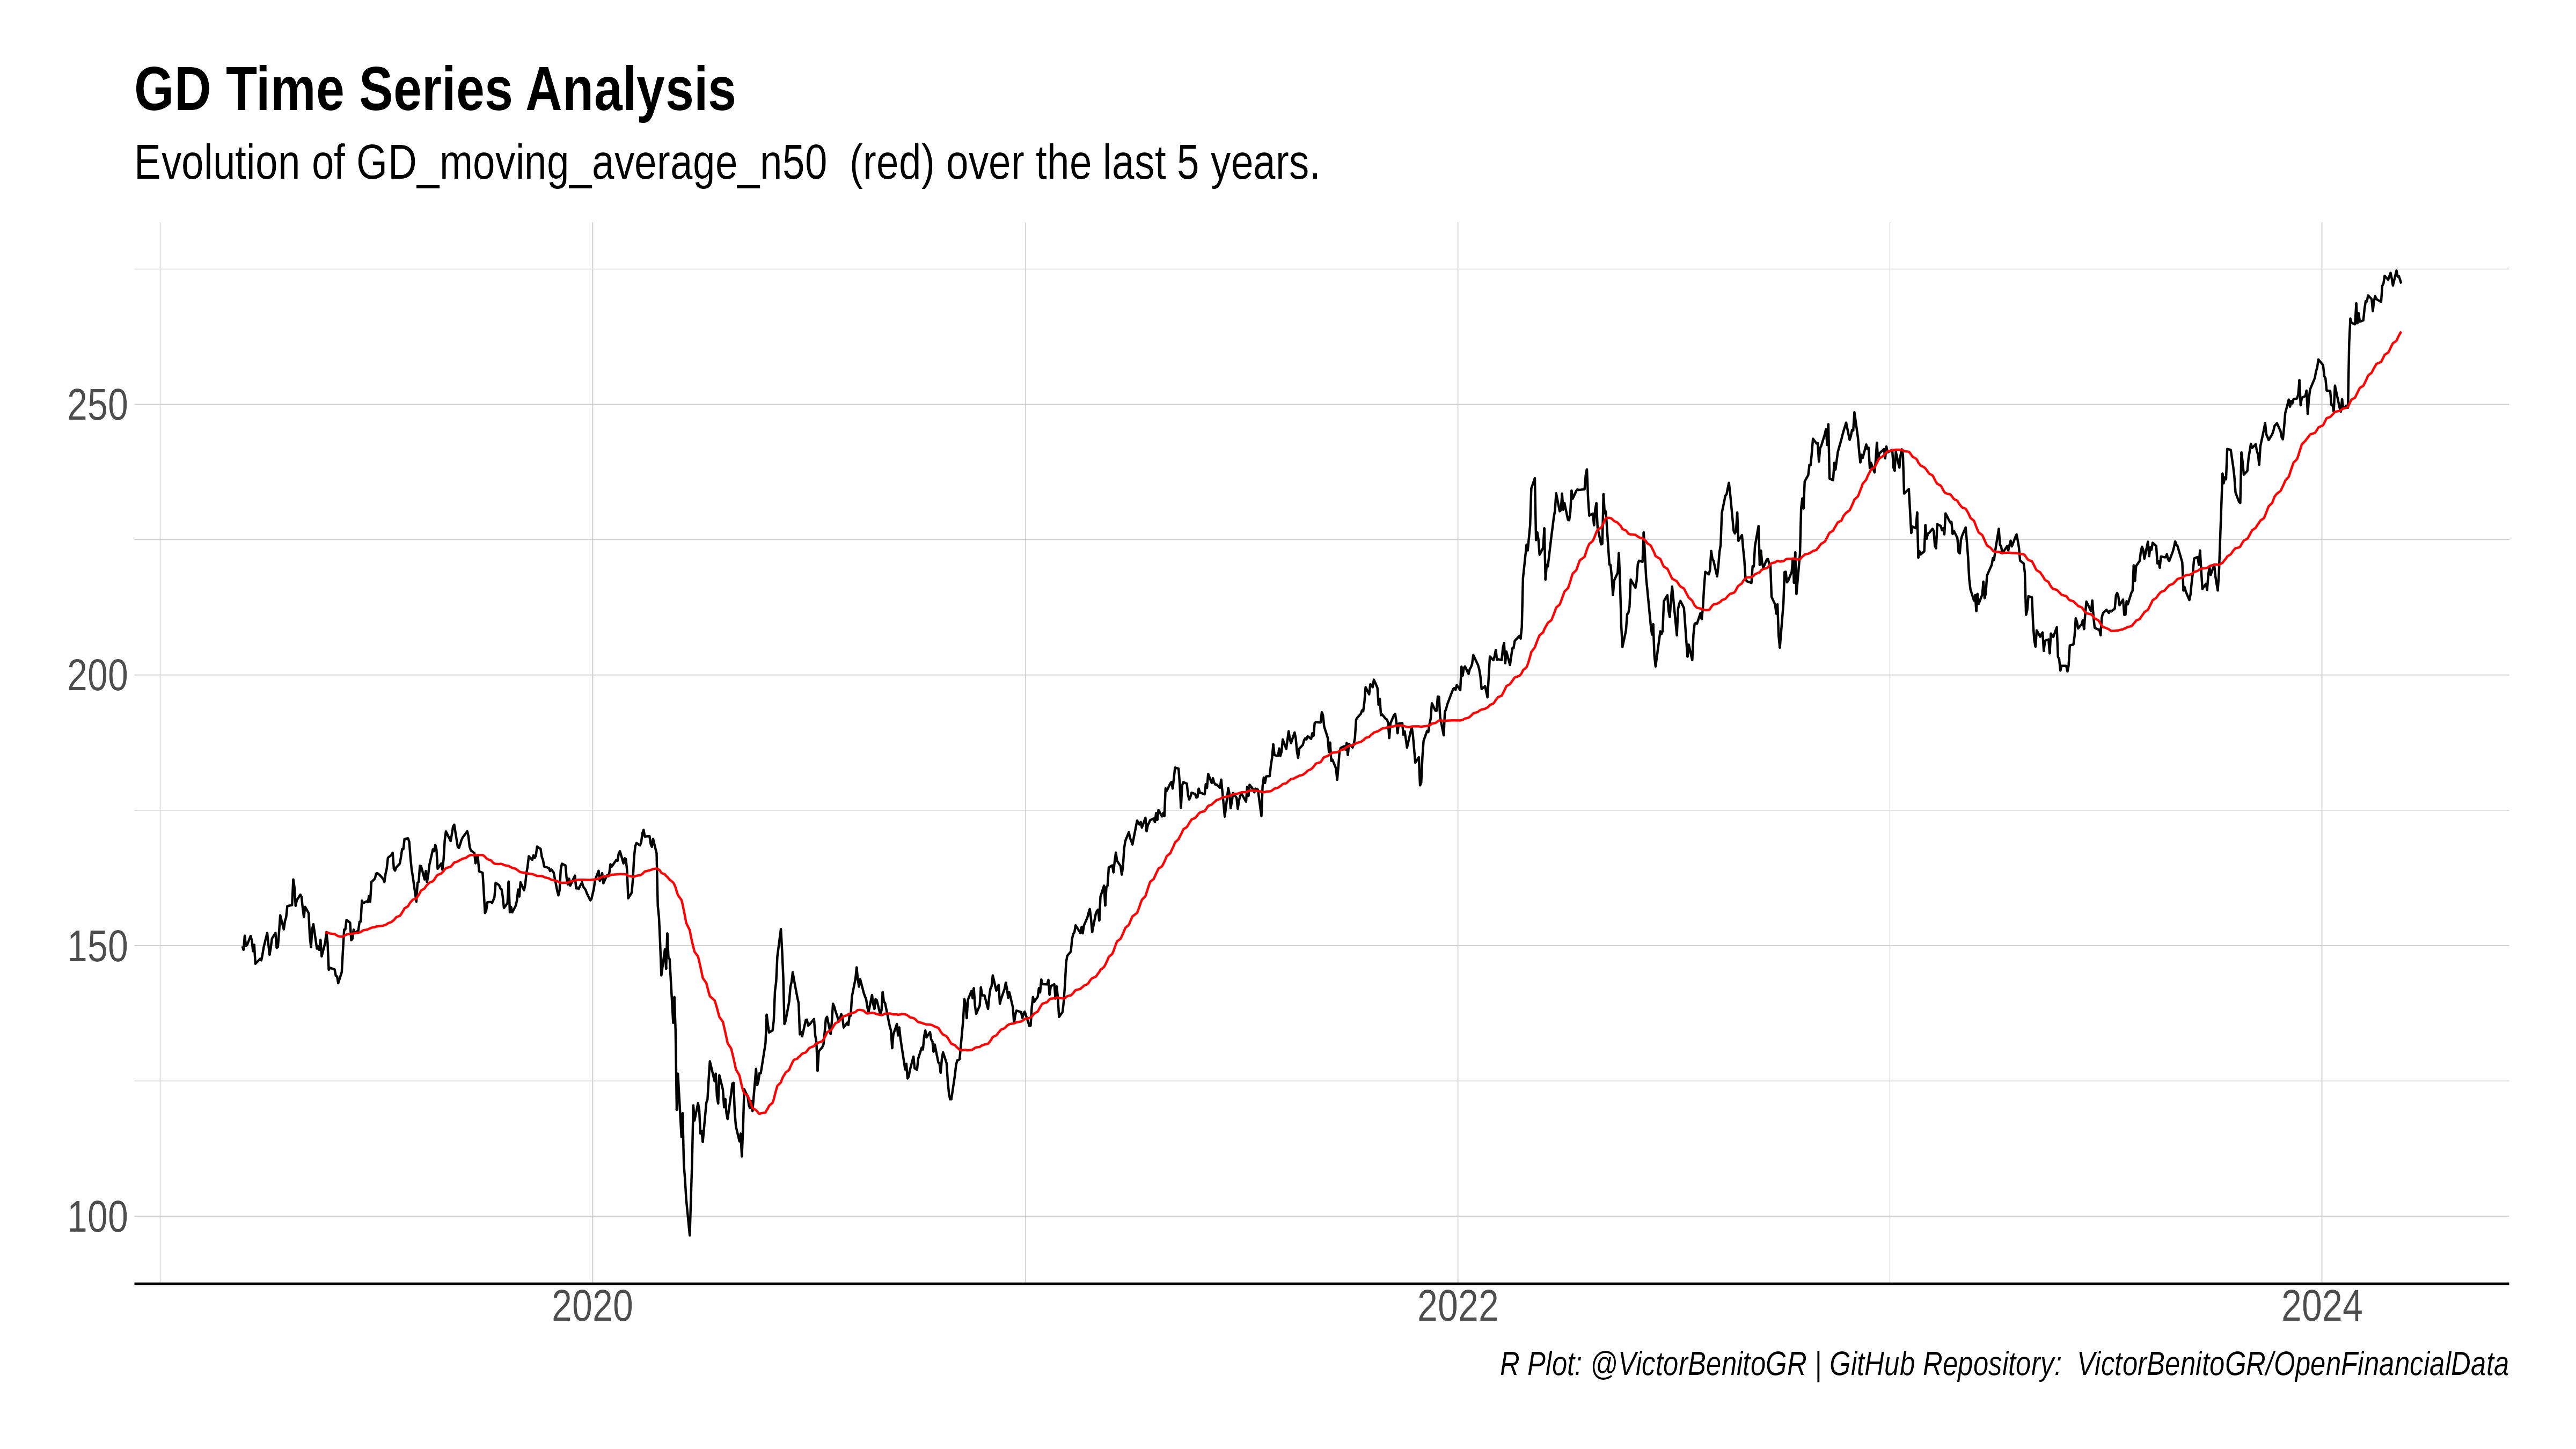 GD Time Series Analysis
Evolution of GD_moving_average_n50  (red) over the last 5 years.
250
200
150
100
2020 2022 2024
R Plot: @VictorBenitoGR | GitHub Repository:  VictorBenitoGR/OpenFinancialData